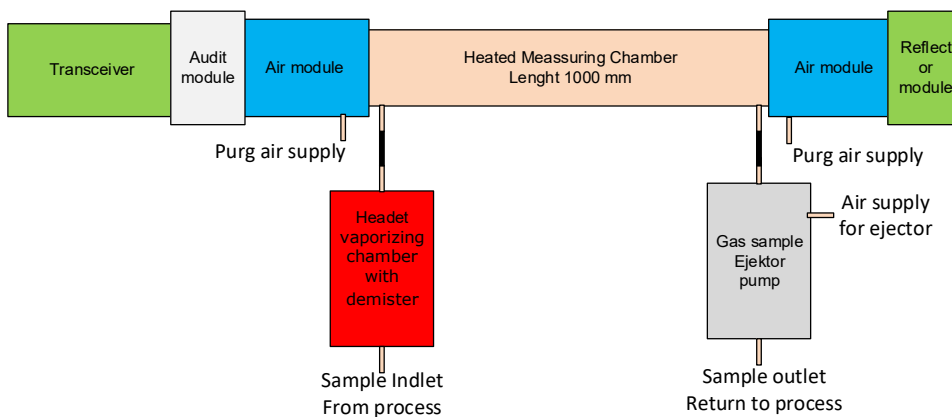 Transceiver
Audit
module
Air module
Heated Measuring Chamber
Lenght 1000 mm
Air module
Reflect
or
module
Purg air supply
Purg air supply
Headet
vaporizing
chamber
with
demister
Gas sample
Ejektor
pump
Air supply
for ejector
Sample Indlet
From process
Sample outlet
Return to process